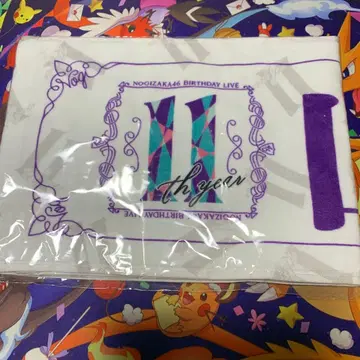 NOGIZAKA46 BIRTHDAY LIVE
11
th year
NOGIZAKA46 BIRTHDAY LIVE